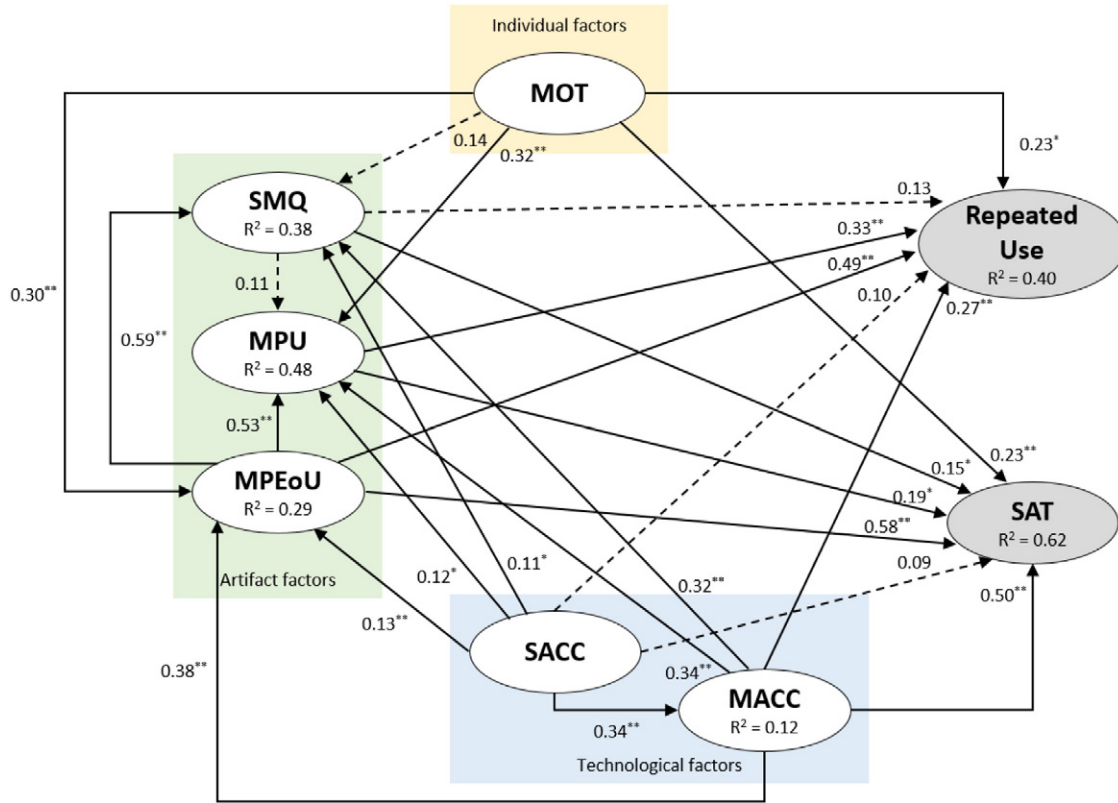 Individual factors
MOT
0.14
0.32**
0.23*
SMQ
R² = 0.38
0.13
Repeated
Use
R² = 0.40
0.33**
0.49**
0.10
0.27**
0.30**
0.11
0.59**
MPU
R² = 0.48
0.53**
MPEoU
R² = 0.29
0.15*
0.23**
0.19*
SAT
R² = 0.62
0.58**
0.09
0.50**
Artifact factors
0.12*
0.11*
0.32**
0.13**
SACC
0.38**
0.34**
MACC
R² = 0.12
0.34**
Technological factors